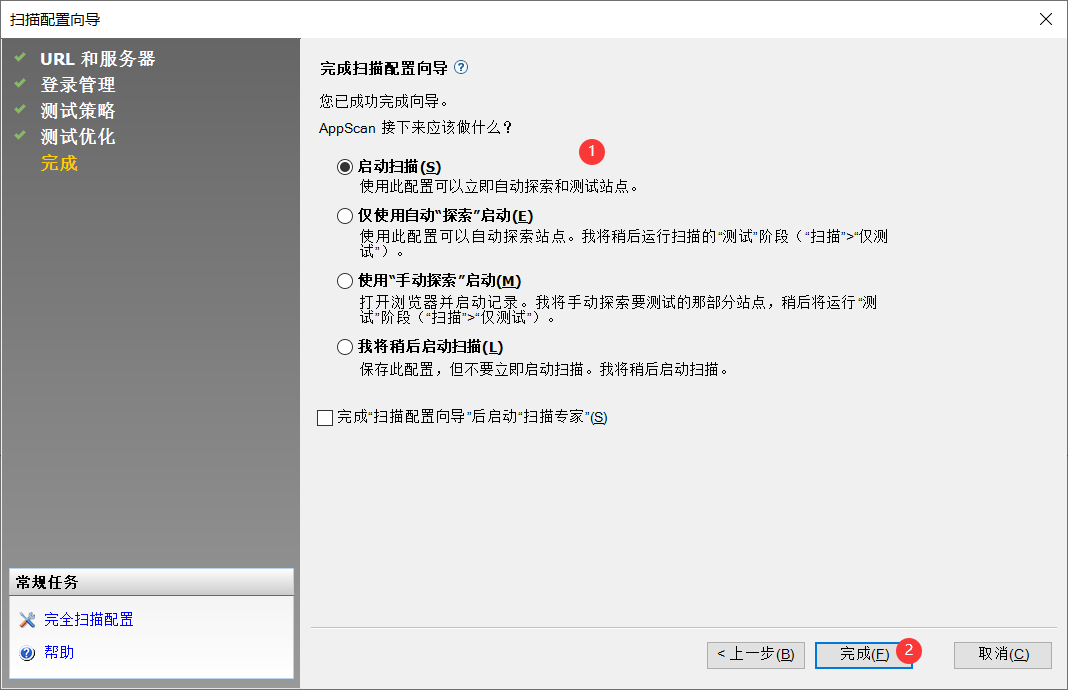 扫描配置向导
URL 和服务器
登录管理
测试策略
测试优化
完成
完成扫描配置向导 ?
您已成功完成向导。
AppScan 接下来应该做什么?
1
启动扫描(S)
使用此配置可以立即自动探索和测试站点。
仅使用自动“探索”启动(E)
使用此配置可以自动探索站点。我将稍后运行扫描的“测试”阶段（“扫描”>“仅测
试”）。
使用“手动探索”启动(M)
打开浏览器并启动记录。我将手动探索要测试的那部分站点，稍后将运行“测
试”阶段（“扫描”>“仅测试”）。
我将稍后启动扫描(L)
保存此配置，但不要立即启动扫描。我将稍后启动扫描。
完成“扫描配置向导”后启动“扫描专家”(S)
常规任务
完全扫描配置
? 帮助
< 上一步(B)
完成(F)
2
取消(C)